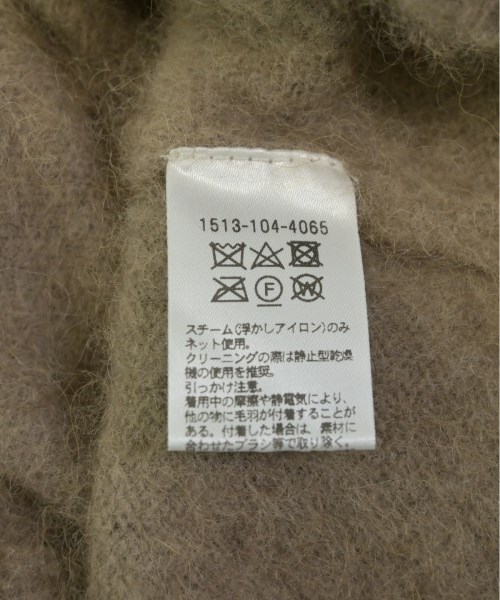 1513-104-4065
F W
スチーム(浮かしアイロン)のみ
ネット使用。
クリーニングの際は静止型乾燥
機の使用を推奨。
引っかけ注意。
着用中の摩擦や静電気により、
他の物に毛羽が付着することが
ある。付着した場合は、素材に
合わせたブラシ等で取り除く。